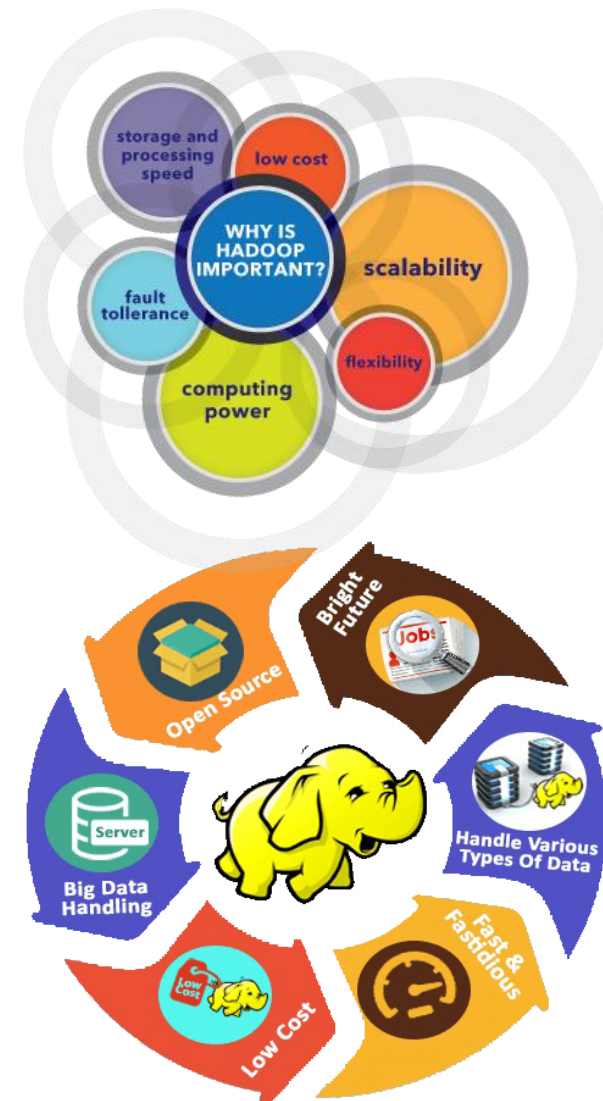 storage and
processing
speed
low cost
WHY IS
HADOOP
IMPORTANT?
scalability
fault
tollerance
flexibility
computing
power
Bright
Future
Jobs
Open Source
Server
Big Data
Handling
Handle Various
Types Of Data
Fast &
Fastidious
Low
Cost
Low Cost